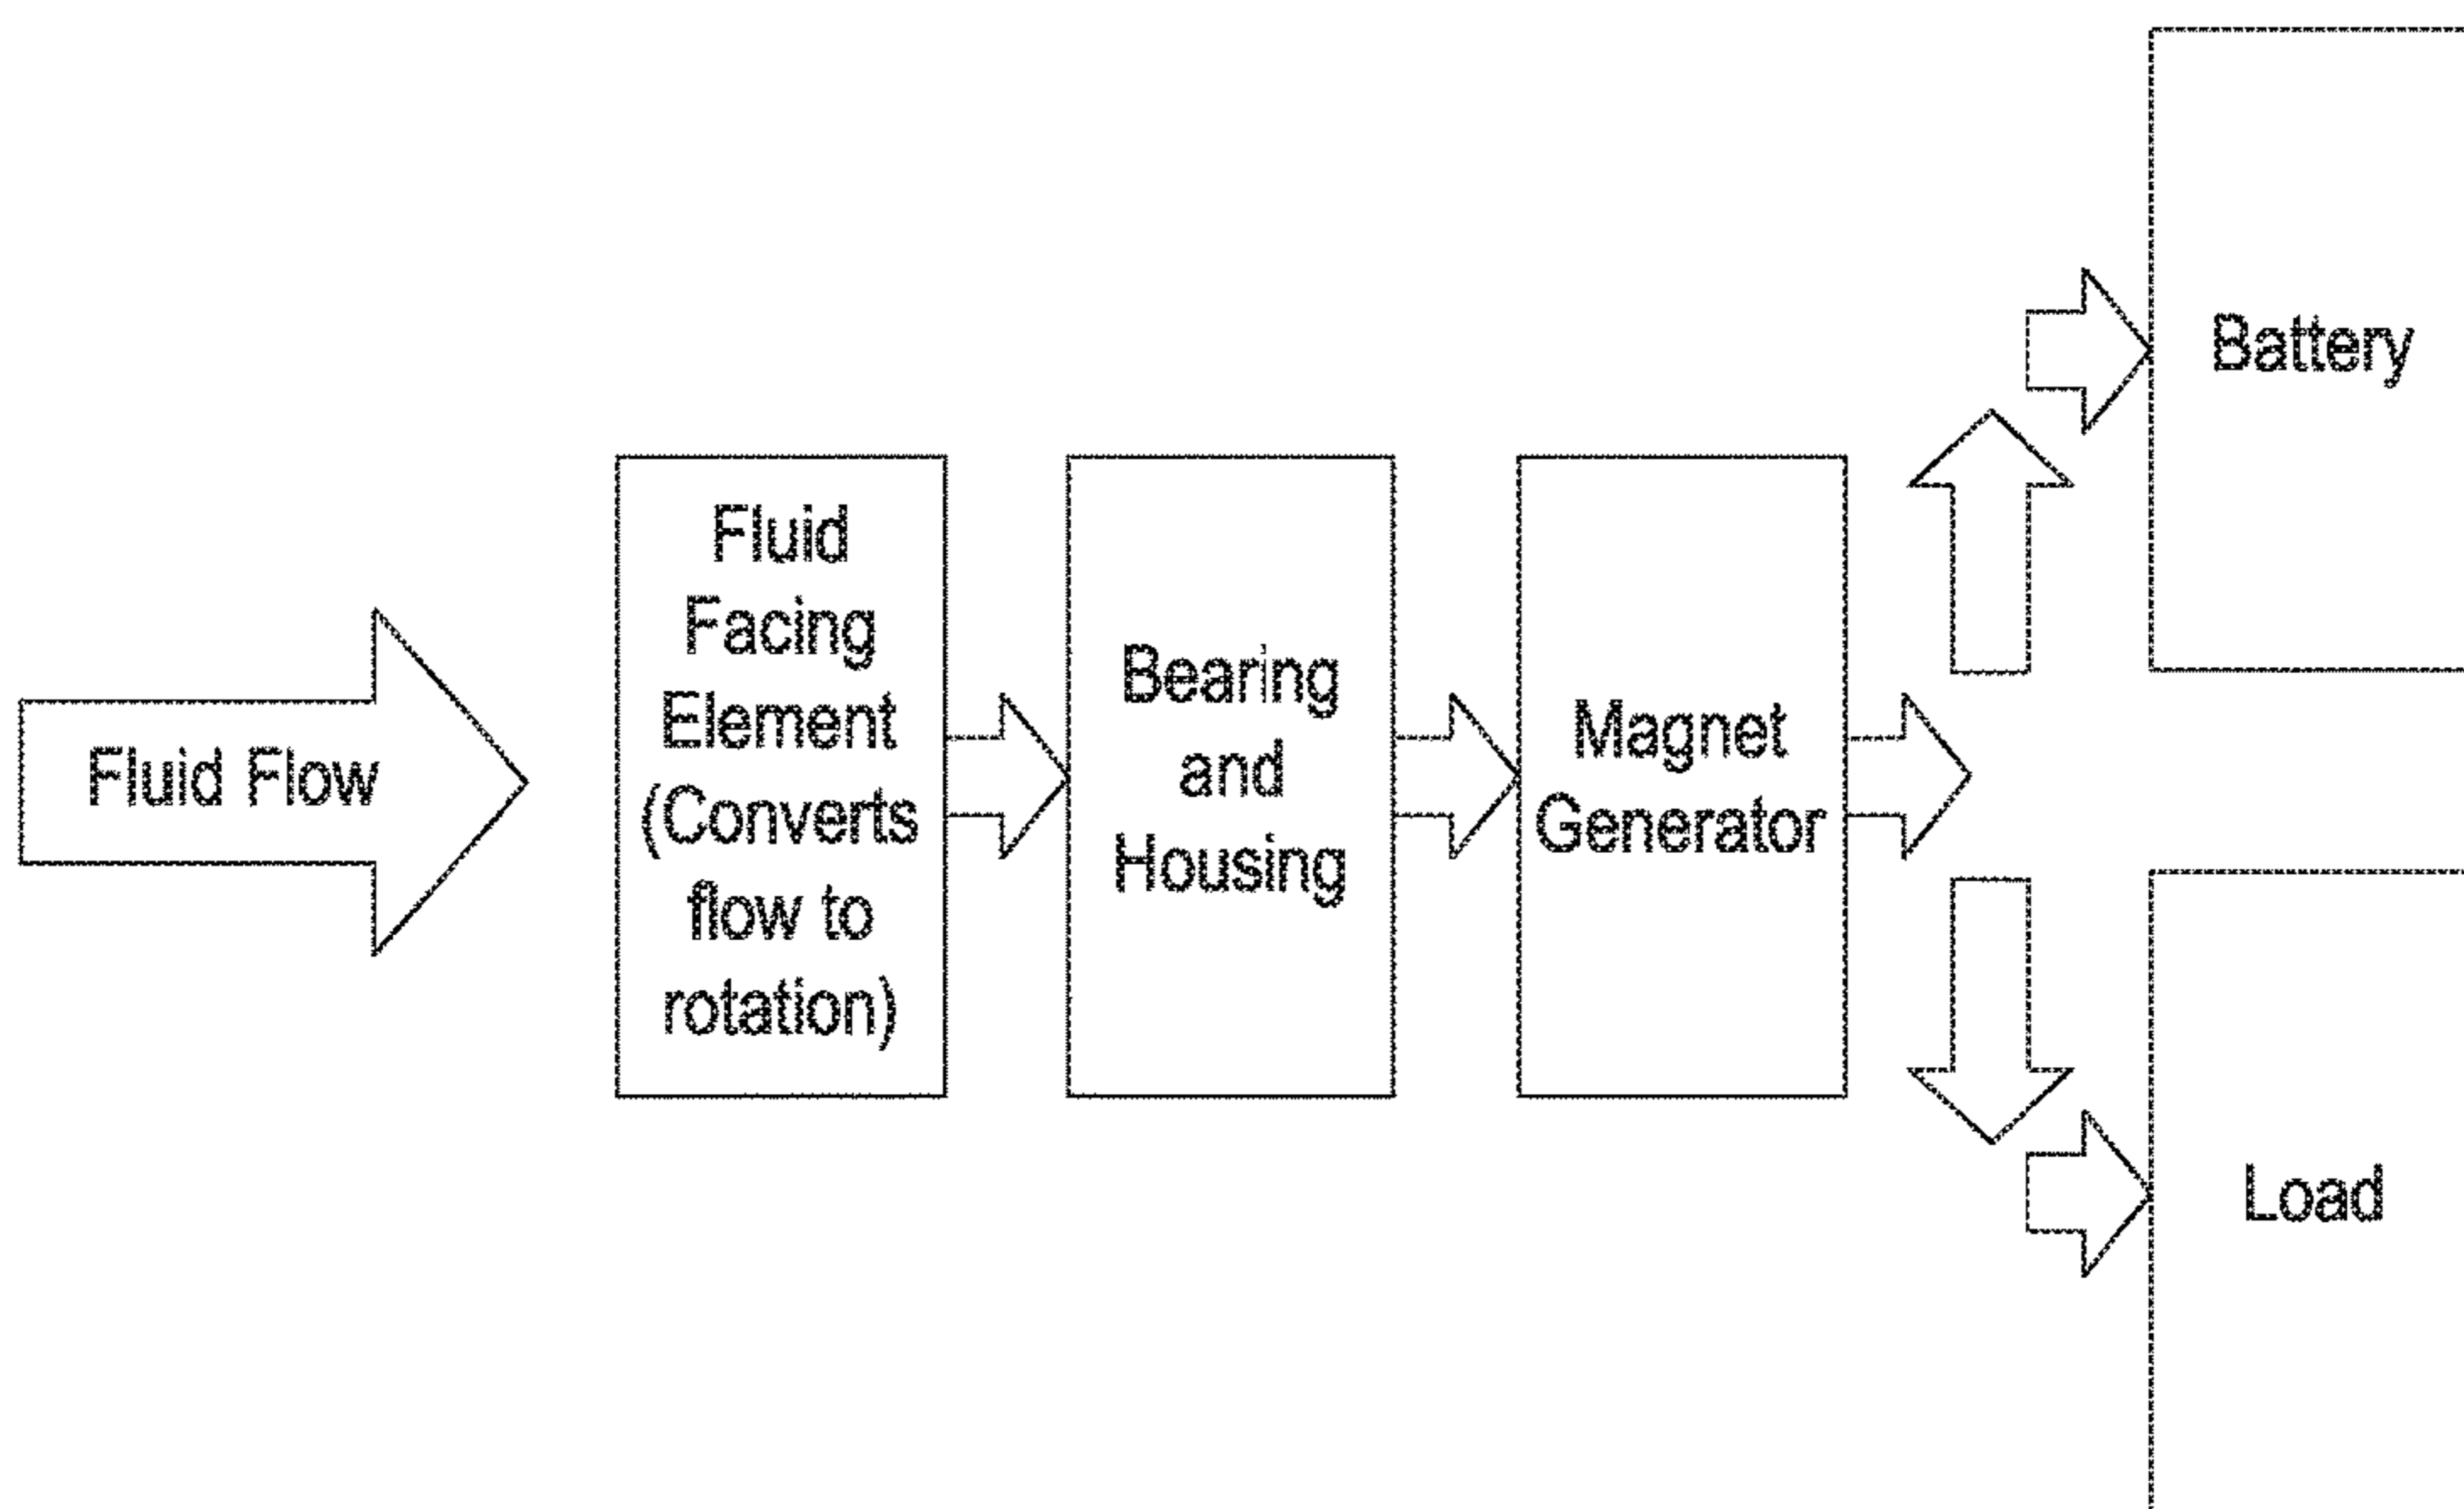 Fluid Flow
Fluid
Facing
Element
(Converts
flow to
rotation)
Bearing
and
Housing
Magnet
Generator
Battery
Load